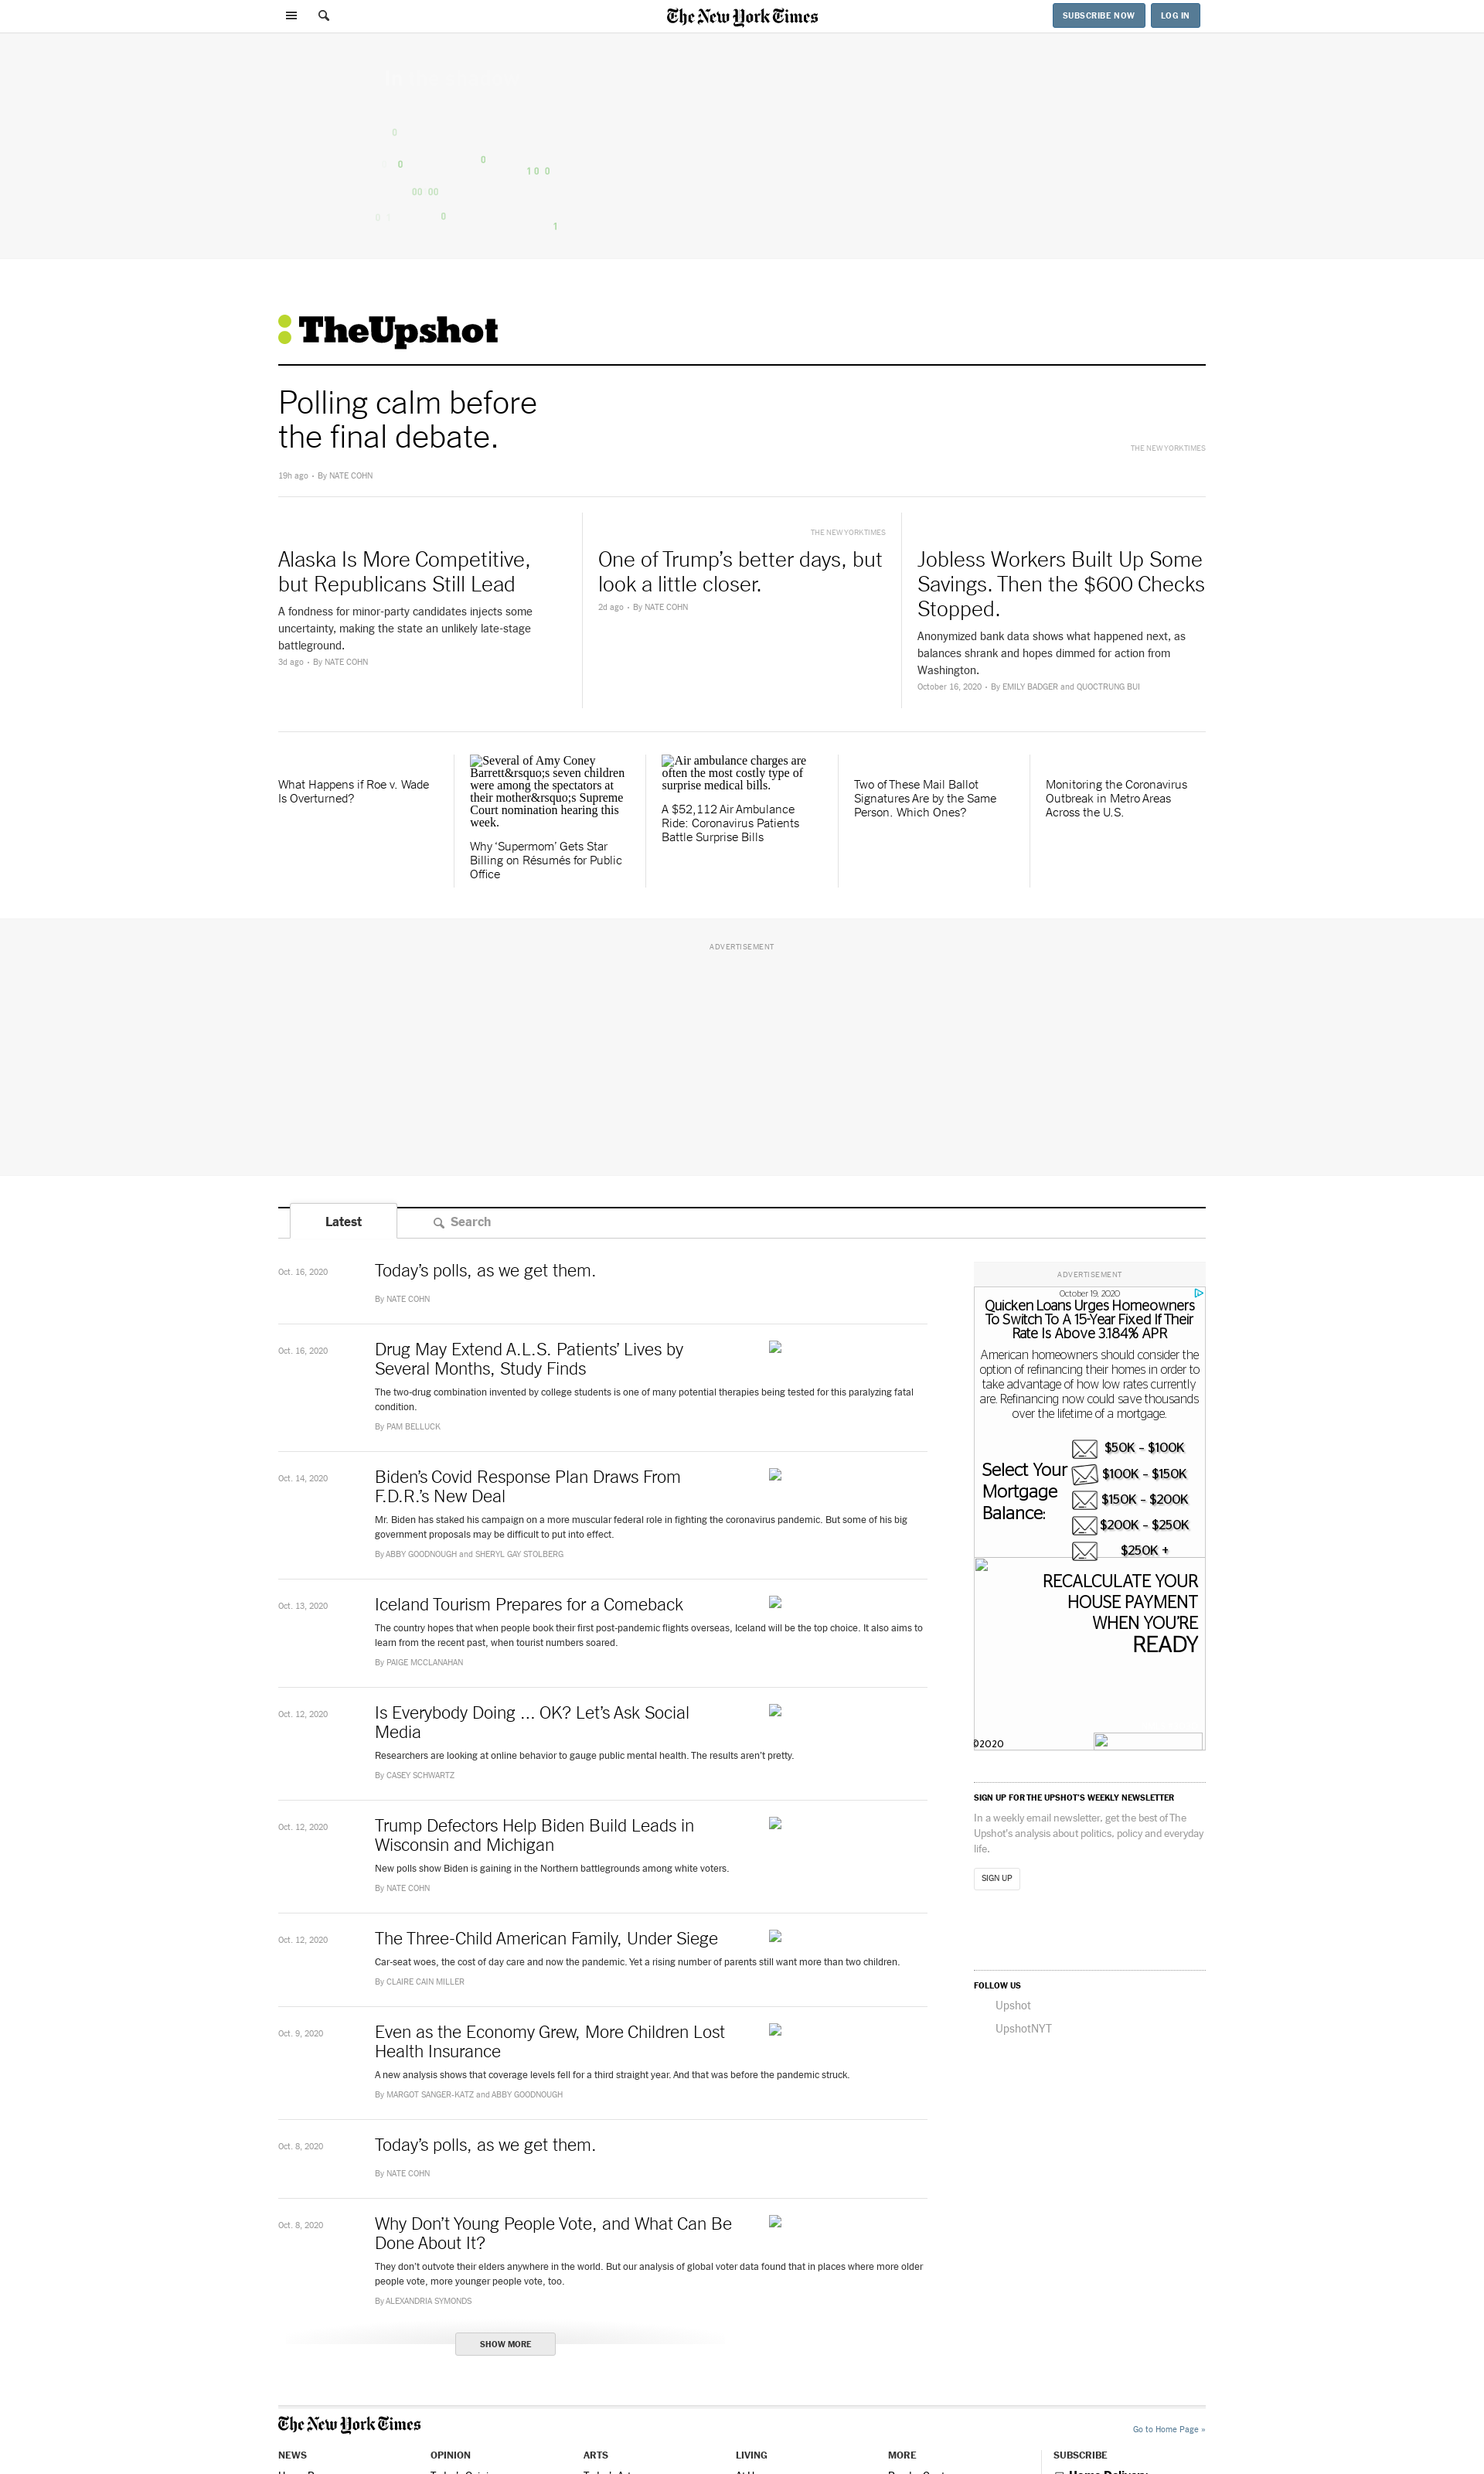 The New York Times
SUBSCRIBE NOW
LOG IN
0
0
0
1 0 0
00 00
0 1
0
1
TheUpshot
Polling calm before
the final debate.
THE NEW YORK TIMES
19h ago • By NATE COHN
Alaska Is More Competitive,
but Republicans Still Lead
A fondness for minor-party candidates injects some
uncertainty, making the state an unlikely late-stage
battleground.
3d ago • By NATE COHN
THE NEW YORK TIMES
One of Trump’s better days, but
look a little closer.
2d ago • By NATE COHN
Jobless Workers Built Up Some
Savings. Then the $600 Checks
Stopped.
Anonymized bank data shows what happened next, as
balances shrank and hopes dimmed for action from
Washington.
October 16, 2020 • By EMILY BADGER and QUOCTRUNG BUI
What Happens if Roe v. Wade
Is Overturned?
Several of Amy Coney
Barrett&rsquo;s seven children
were among the spectators at
their mother&rsquo;s Supreme
Court nomination hearing this
week.
Why ‘Supermom’ Gets Star
Billing on Résumés for Public
Office
Air ambulance charges are
often the most costly type of
surprise medical bills.
A $52,112 Air Ambulance
Ride: Coronavirus Patients
Battle Surprise Bills
Two of These Mail Ballot
Signatures Are by the Same
Person. Which Ones?
Monitoring the Coronavirus
Outbreak in Metro Areas
Across the U.S.
ADVERTISEMENT
Latest
Search
Oct. 16, 2020
Today’s polls, as we get them.
By NATE COHN
Oct. 16, 2020
Drug May Extend A.L.S. Patients’ Lives by
Several Months, Study Finds
The two-drug combination invented by college students is one of many potential therapies being tested for this paralyzing fatal
condition.
By PAM BELLUCK
Oct. 14, 2020
Biden’s Covid Response Plan Draws From
F.D.R.’s New Deal
Mr. Biden has staked his campaign on a more muscular federal role in fighting the coronavirus pandemic. But some of his big
government proposals may be difficult to put into effect.
By ABBY GOODNOUGH and SHERYL GAY STOLBERG
Oct. 13, 2020
Iceland Tourism Prepares for a Comeback
The country hopes that when people book their first post-pandemic flights overseas, Iceland will be the top choice. It also aims to
learn from the recent past, when tourist numbers soared.
By PAIGE MCCLANAHAN
Oct. 12, 2020
Is Everybody Doing ... OK? Let’s Ask Social
Media
Researchers are looking at online behavior to gauge public mental health. The results aren’t pretty.
By CASEY SCHWARTZ
Oct. 12, 2020
Trump Defectors Help Biden Build Leads in
Wisconsin and Michigan
New polls show Biden is gaining in the Northern battlegrounds among white voters.
By NATE COHN
Oct. 12, 2020
The Three-Child American Family, Under Siege
Car-seat woes, the cost of day care and now the pandemic. Yet a rising number of parents still want more than two children.
By CLAIRE CAIN MILLER
Oct. 9, 2020
Even as the Economy Grew, More Children Lost
Health Insurance
A new analysis shows that coverage levels fell for a third straight year. And that was before the pandemic struck.
By MARGOT SANGER-KATZ and ABBY GOODNOUGH
Oct. 8, 2020
Today’s polls, as we get them.
By NATE COHN
Oct. 8, 2020
Why Don’t Young People Vote, and What Can Be
Done About It?
They don’t outvote their elders anywhere in the world. But our analysis of global voter data found that in places where more older
people vote, more younger people vote, too.
By ALEXANDRIA SYMONDS
SHOW MORE
ADVERTISEMENT
October 19, 2020
Quicken Loans Urges Homeowners
To Switch To A 15-Year Fixed If Their
Rate Is Above 3.184% APR
American homeowners should consider the
option of refinancing their homes in order to
take advantage of how low rates currently
are. Refinancing now could save thousands
over the lifetime of a mortgage.
Select Your
Mortgage
Balance:
$50K - $100K
$100K - $150K
$150K - $200K
$200K - $250K
$250K +
RECALCULATE YOUR
HOUSE PAYMENT
WHEN YOU'RE
READY
©2020
SIGN UP FOR THE UPSHOT’S WEEKLY NEWSLETTER
In a weekly email newsletter, get the best of The
Upshot’s analysis about politics, policy and everyday
life.
SIGN UP
FOLLOW US
Upshot
UpshotNYT
The New York Times
Go to Home Page »
NEWS
OPINION
ARTS
LIVING
MORE
SUBSCRIBE